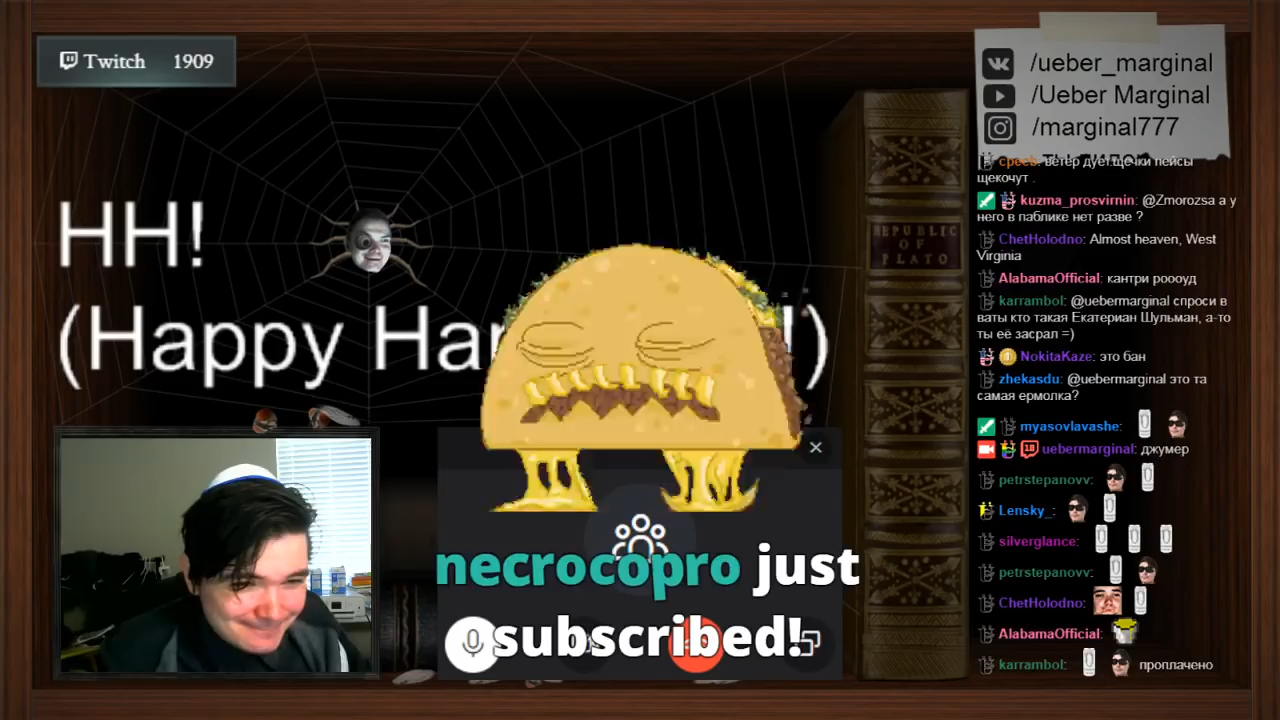 Twitch 1909
/ueber_marginal
/Ueber Marginal
/marginal777
HH!
(Happy Har
!)
REPUBLIC
OF
PLATO
ветер дует.щечки пейсы
щекочут .
kuzma_prosvirnin: @Zmorozsa а у
него в паблике нет разве ?
ChetHolodno: Almost heaven, West
Virginia
AlabamaOfficial: кантри роооуд
karrambol: @uebermarginal спроси в
ваты кто такая Екатериан Шульман, а-то
ты её засрал =)
NokitaKaze: это бан
zhekasdu: @uebermarginal это та
самая ермолка?
myasovlavashe:
18 uebermarginal: джумер
petrstepanovv:
Lensky_:
silverglance:
petrstepanovv:
ChetHolodno:
AlabamaOfficial:
karrambol: проплачено
necrocopro just
subscribed!